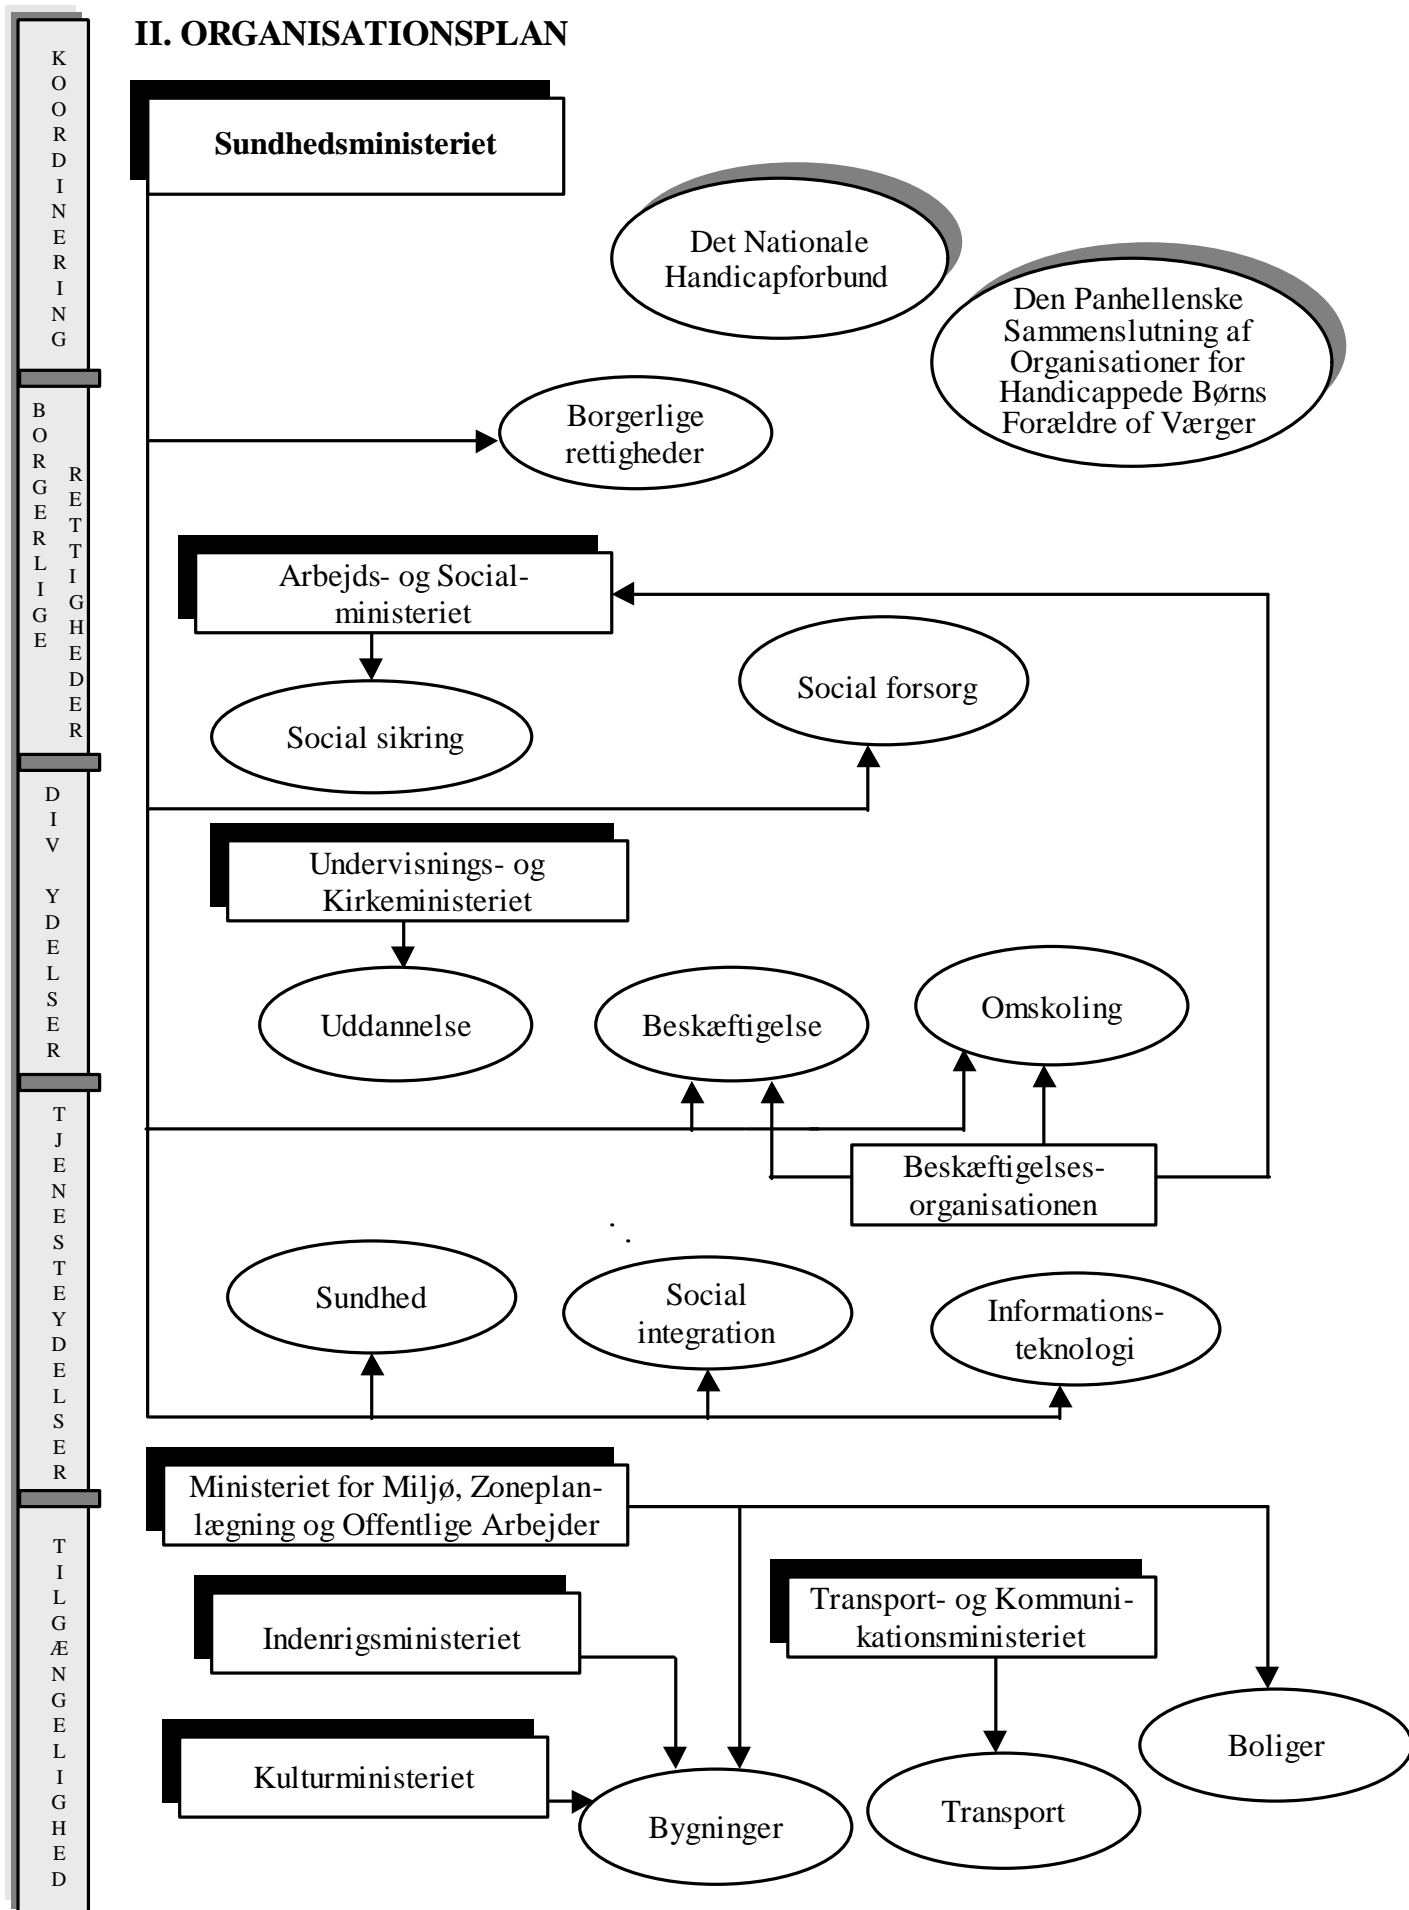 II. ORGANISATIONSPLAN
KOORDINERING
Sundhedsministeriet
Det Nationale
Handicapforbund
Den Panhellenske
Sammenslutning af
Organisationer for
Handicappede Børns
Forældre of Værger
BORGERLIGE
RETTIGHEDER
Borgerlige
rettigheder
Arbejds- og Social-
ministeriet
Social forsorg
Social sikring
DIV YDELSER
Undervisnings- og
Kirkeministeriet
Uddannelse
Beskæftigelse
Omskoling
TJENESTEYDELSER
Beskæftigelses-
organisationen
Sundhed
Social
integration
Informations-
teknologi
Ministeriet for Miljø, Zoneplan-
lægning og Offentlige Arbejder
TILGÆNGELIGHED
Indenrigsministeriet
Transport- og Kommuni-
kationsministeriet
Kulturministeriet
Boliger
Bygninger
Transport